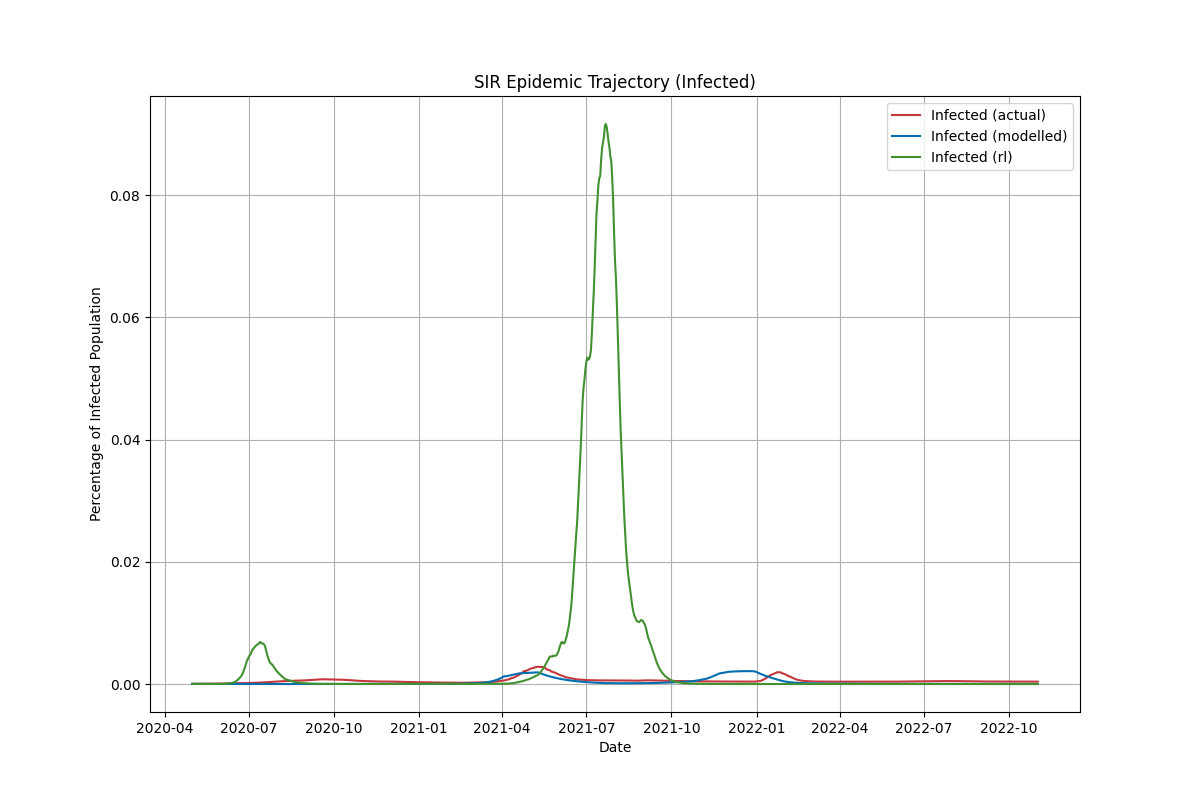 SIR Epidemic Trajectory (Infected)
Infected (actual)
Infected (modelled)
Infected (rl)
Percentage of Infected Population
0.08
0.06
0.04
0.02
0.00
2020-04 2020-07 2020-10 2021-01 2021-04 2021-07 2021-10 2022-01 2022-04 2022-07 2022-10
Date